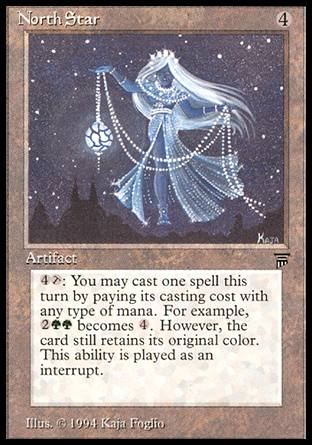 North Star 4
KAJA
Artifact
4: You may cast one spell this
turn by paying its casting cost with
any type of mana. For example,
2 becomes 4. However, the
card still retains its original color.
This ability is played as an
interrupt.
Illus. © 1994 Kaja Foglio